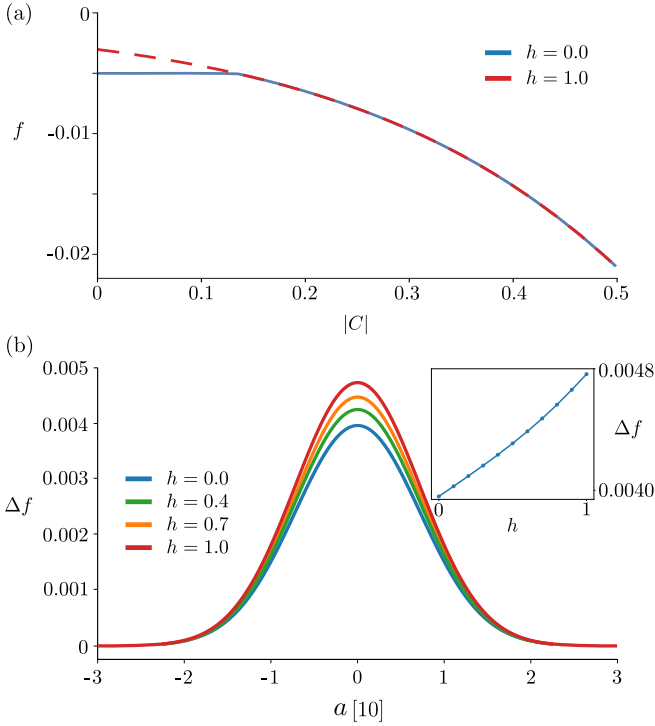 (a)
0
-0.01
-0.02
f
h = 0.0
h = 1.0
0 0.1 0.2 0.3 0.4 0.5
|C|
(b)
0.005
0.004
0.003
0.002
0.001
0
Δf
h = 0.0
h = 0.4
h = 0.7
h = 1.0
0.0048
Δf
0.0040
0 h 1
-3 -2 -1 0 1 2 3
a [10]